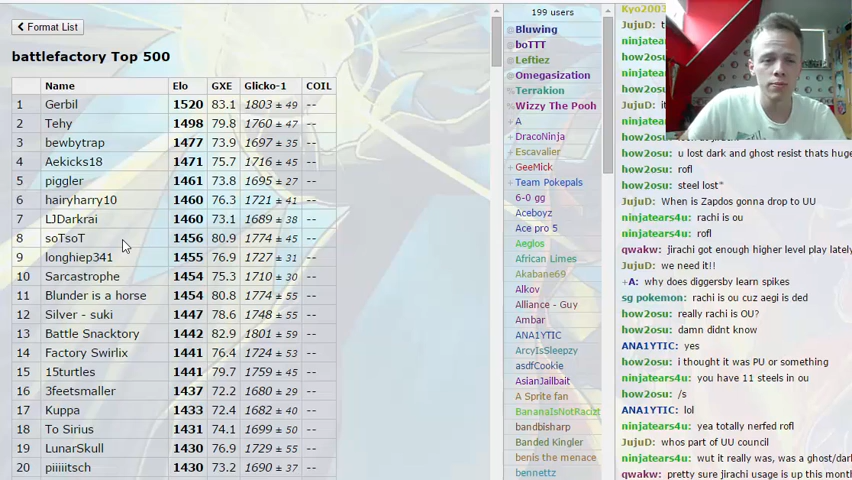 Format List
battlefactory Top 500
Name Elo GXE Glicko-1 COIL
1 Gerbil 1520 83.1 1803 ± 49 --
2 Tehy 1498 79.8 1760 ± 47 --
3 bewbytrap 1477 73.9 1697 ± 35 --
4 Aekicks18 1471 75.7 1716 ± 45 --
5 piggler 1461 73.8 1695 ± 27 --
6 hairyharry10 1460 76.3 1721 ± 41 --
7 LJDarkrai 1460 73.1 1689 ± 38 --
8 soTsoT 1456 80.9 1774 ± 45 --
9 longhiep341 1455 76.9 1727 ± 31 --
10 Sarcastrophe 1454 75.3 1710 ± 30 --
11 Blunder is a horse 1454 80.8 1774 ± 55 --
12 Silver - suki 1447 78.6 1748 ± 55 --
13 Battle Snacktory 1442 82.9 1801 ± 59 --
14 Factory Swirlix 1441 76.4 1724 ± 53 --
15 15turtles 1441 79.7 1759 ± 45 --
16 3feetsmaller 1440 72.2 1680 ± 29 --
17 Kuppa 1433 72.4 1682 ± 40 --
18 To Sirius 1431 74.1 1699 ± 50 --
19 LunarSkull 1430 76.9 1729 ± 55 --
20 piiiiitsch 1430 73.2 1690 ± 37 --
199 users
Bluwing
boTTT
Leftiez
Omegasization
Terrakion
Wizzy The Pooh
+ A
+ DracoNinja
+ Escavalier
+ GeeMick
+ Team Pokepals
6-0 gg
Aceboyz
Ace pro 5
Aeglos
African Limes
Akabane69
Alkov
Alliance - Guy
Ambar
ANA1YTIC
ArcyIsSleepzy
asdfCookie
AsianJailbait
A Sprite fan
BananaIsNotRacizt
bandbisharp
Banded Kingler
benis the menace
bennettz
Kyo2003
JujuD: t
ninjatears
how2osu:
ninjatears
how2osu:
JujuD: it
ninjatear
how2osu:
how2osu: u lost dark and ghost resist thats huge
how2osu: rofl
how2osu: steel lost*
JujuD: When is Zapdos gonna drop to UU
ninjatears4u: rachi is ou
ninjatears4u: rofl
qwakw: jirachi got enough higher level play lately
JujuD: we need it!!
+A: why does diggersby learn spikes
sg pokemon: rachi is ou cuz aegi is ded
how2osu: really rachi is OU?
how2osu: damn didnt know
ANA1YTIC: yes
how2osu: i thought it was PU or something
ninjatears4u: you have 11 steels in ou
how2osu: /s
ANA1YTIC: lol
ninjatears4u: yea totally nerfed rofl
JujuD: whos part of UU council
ninjatears4u: wut it really was, was a ghost/dar
qwakw: pretty sure jirachi usage is up this month